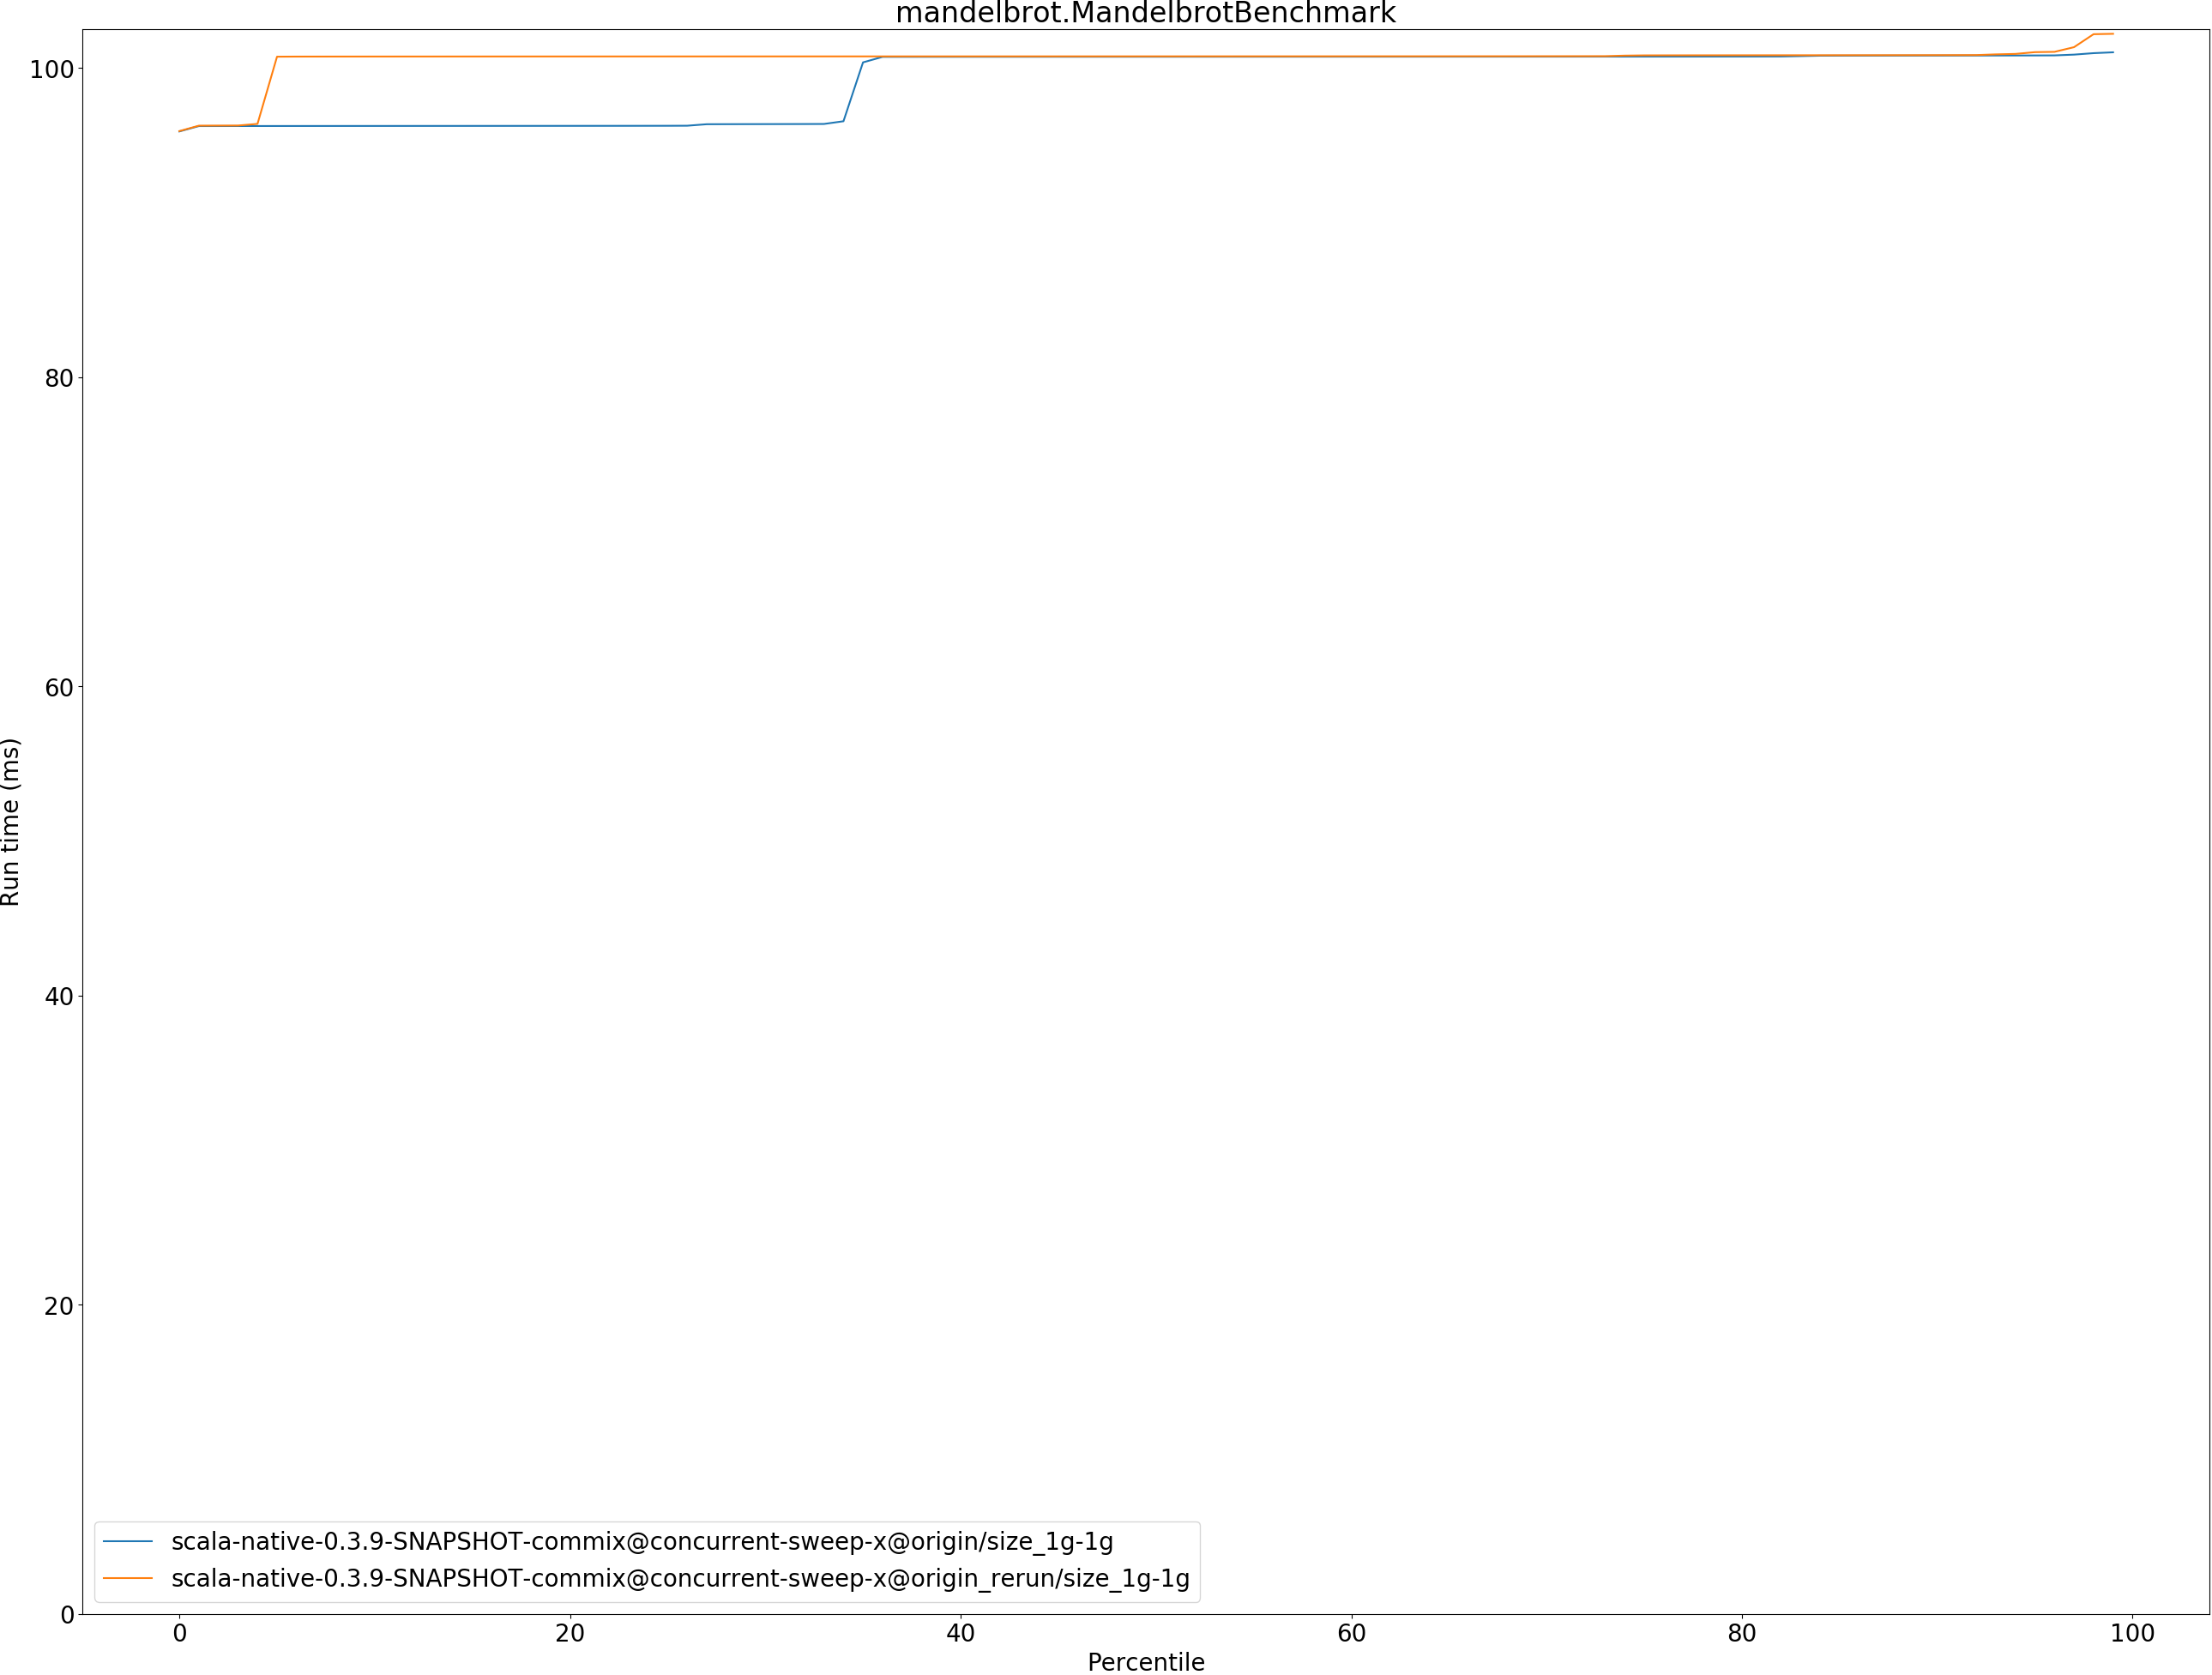 mandelbrot.MandelbrotBenchmark
100
80
60
40
20
0
Run time (ms)
0 20 40 60 80 100
Percentile
scala-native-0.3.9-SNAPSHOT-commix@concurrent-sweep-x@origin/size_1g-1g
scala-native-0.3.9-SNAPSHOT-commix@concurrent-sweep-x@origin_rerun/size_1g-1g